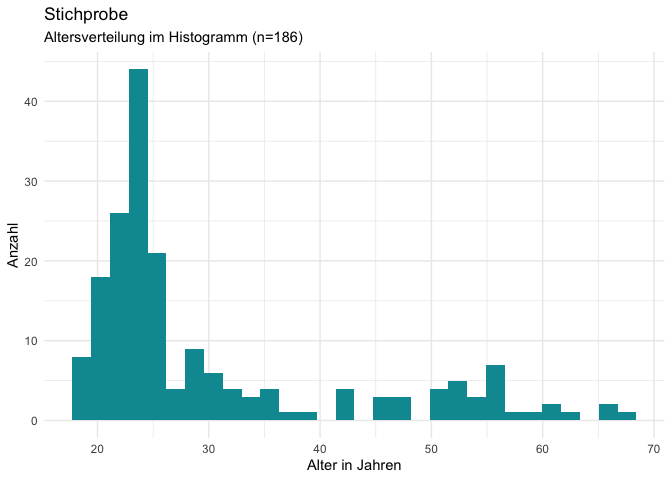 Stichprobe
Altersverteilung im Histogramm (n=186)
Anzahl
40
30
20
10
0
20 30 40 50 60 70
Alter in Jahren